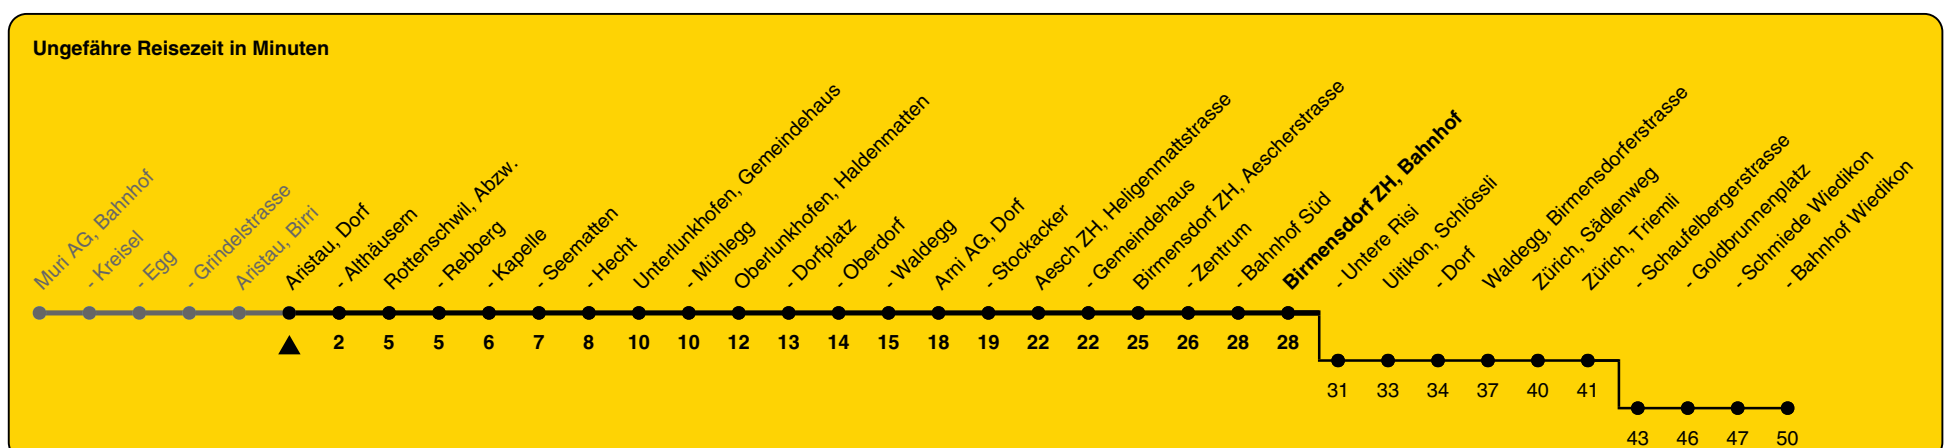 Ungefähre Reisezeit in Minuten
Muri AG, Bahnhof
- Kreisel
- Egg
- Grindelstrasse
Aristau, Birri
Aristau, Dorf
- Althäusern
Rottenschwil, Abzw.
- Rebberg
- Kapelle
- Seematten
- Hecht
Unterlunkhofen, Gemeindehaus
- Mühlegg
Oberlunkhofen, Haldenmatten
- Dorfplatz
- Oberdorf
- Waldegg
Arni AG, Dorf
- Stockacker
Aesch ZH, Heligenmattstrasse
- Gemeindehaus
Birmensdorf ZH, Aescherstrasse
- Zentrum
- Bahnhof Süd
Birmensdorf ZH, Bahnhof
- Untere Risi
Uitikon, Schlössli
- Dorf
Waldegg, Birmensdorferstrasse
Zürich, Sädlenweg
Zürich, Triemli
- Schaufelbergerstrasse
- Goldbrunnenplatz
- Schmiede Wiedikon
- Bahnhof Wiedikon
2 5 5 6 7 8 10 10 12 13 14 15 18 19 22 22 25 26 28 28
31 33 34 37 40 41
43 46 47 50